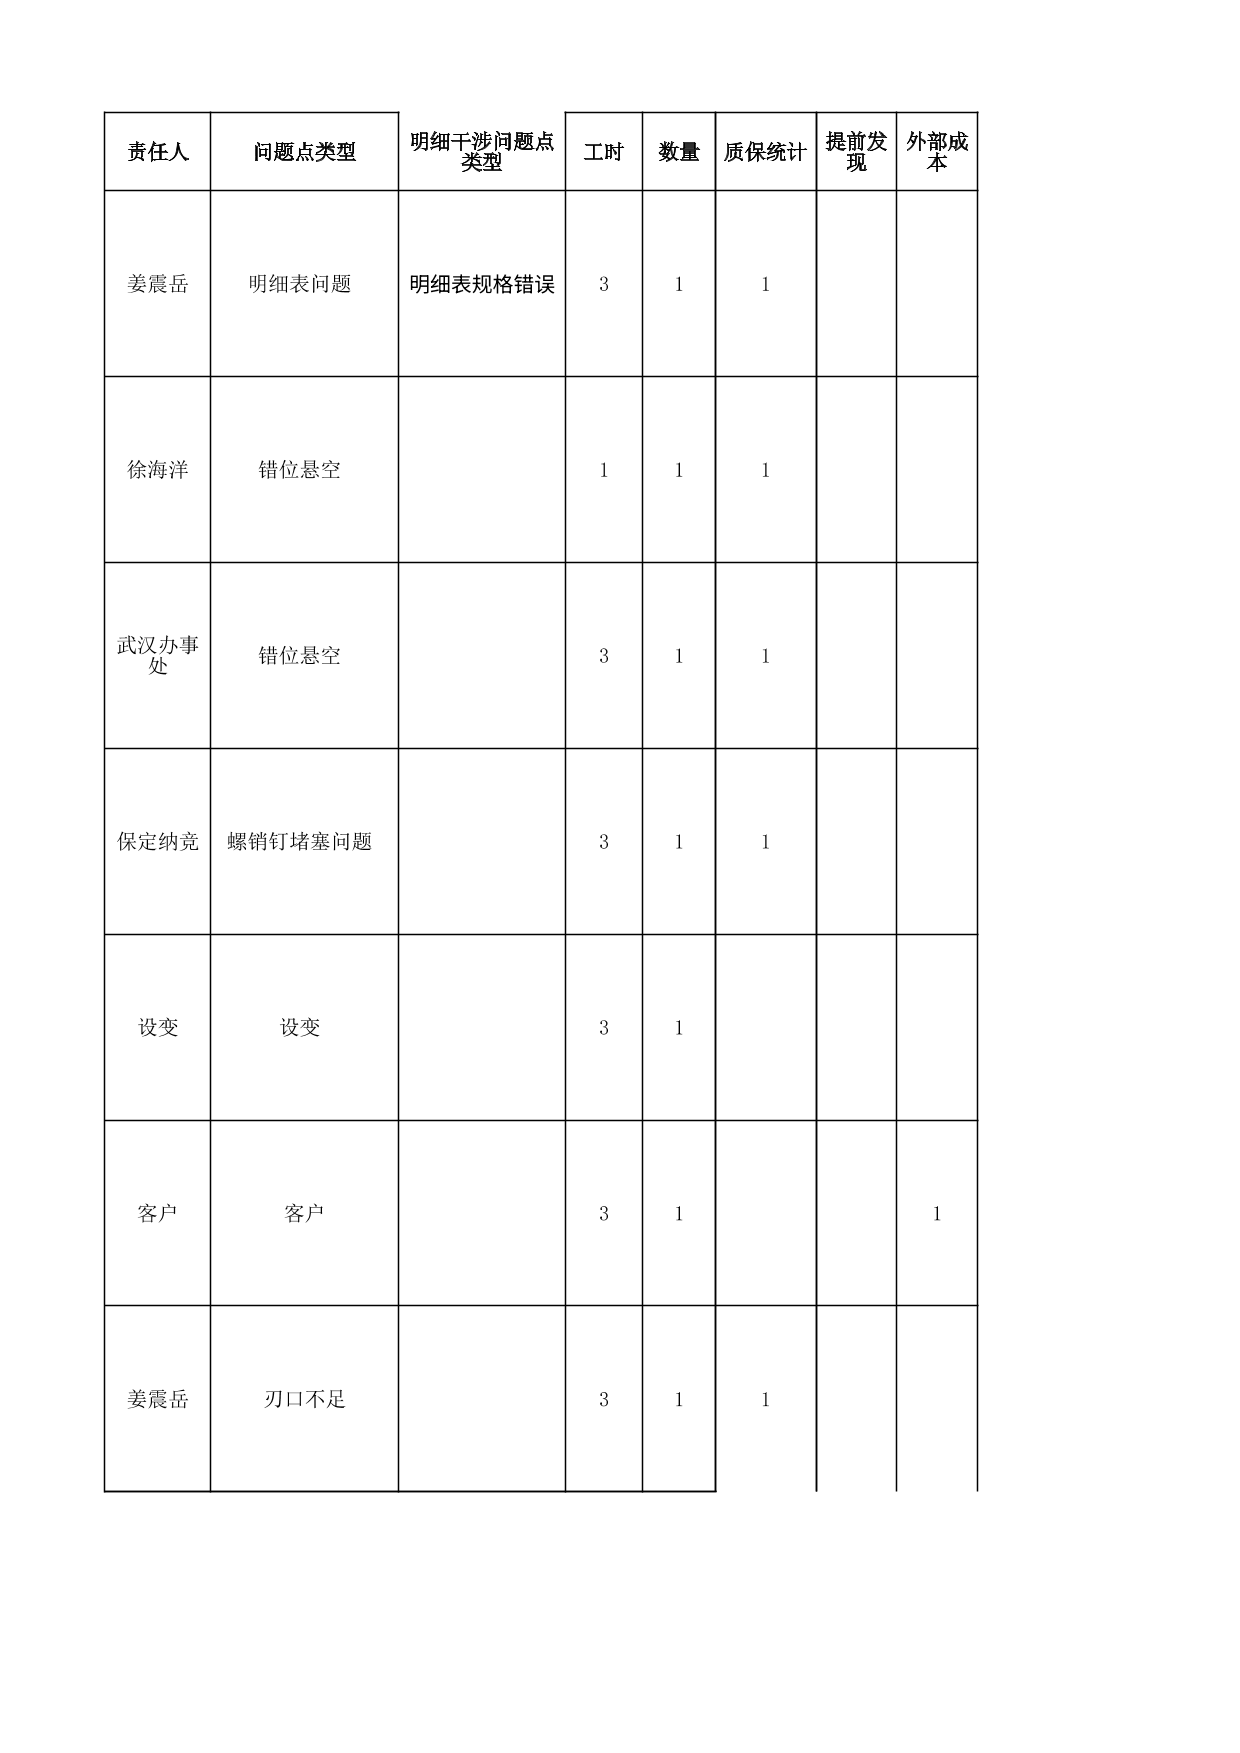 责任人 问题点类型 明细干涉问题点类型 工时 数量 质保统计 提前发现 外部成本
姜震岳 明细表问题 明细表规格错误 3 1 1
徐海洋 错位悬空 1 1 1
武汉办事处 错位悬空 3 1 1
保定纳竞 螺销钉堵塞问题 3 1 1
设变 设变 3 1
客户 客户 3 1 1
姜震岳 刃口不足 3 1 1